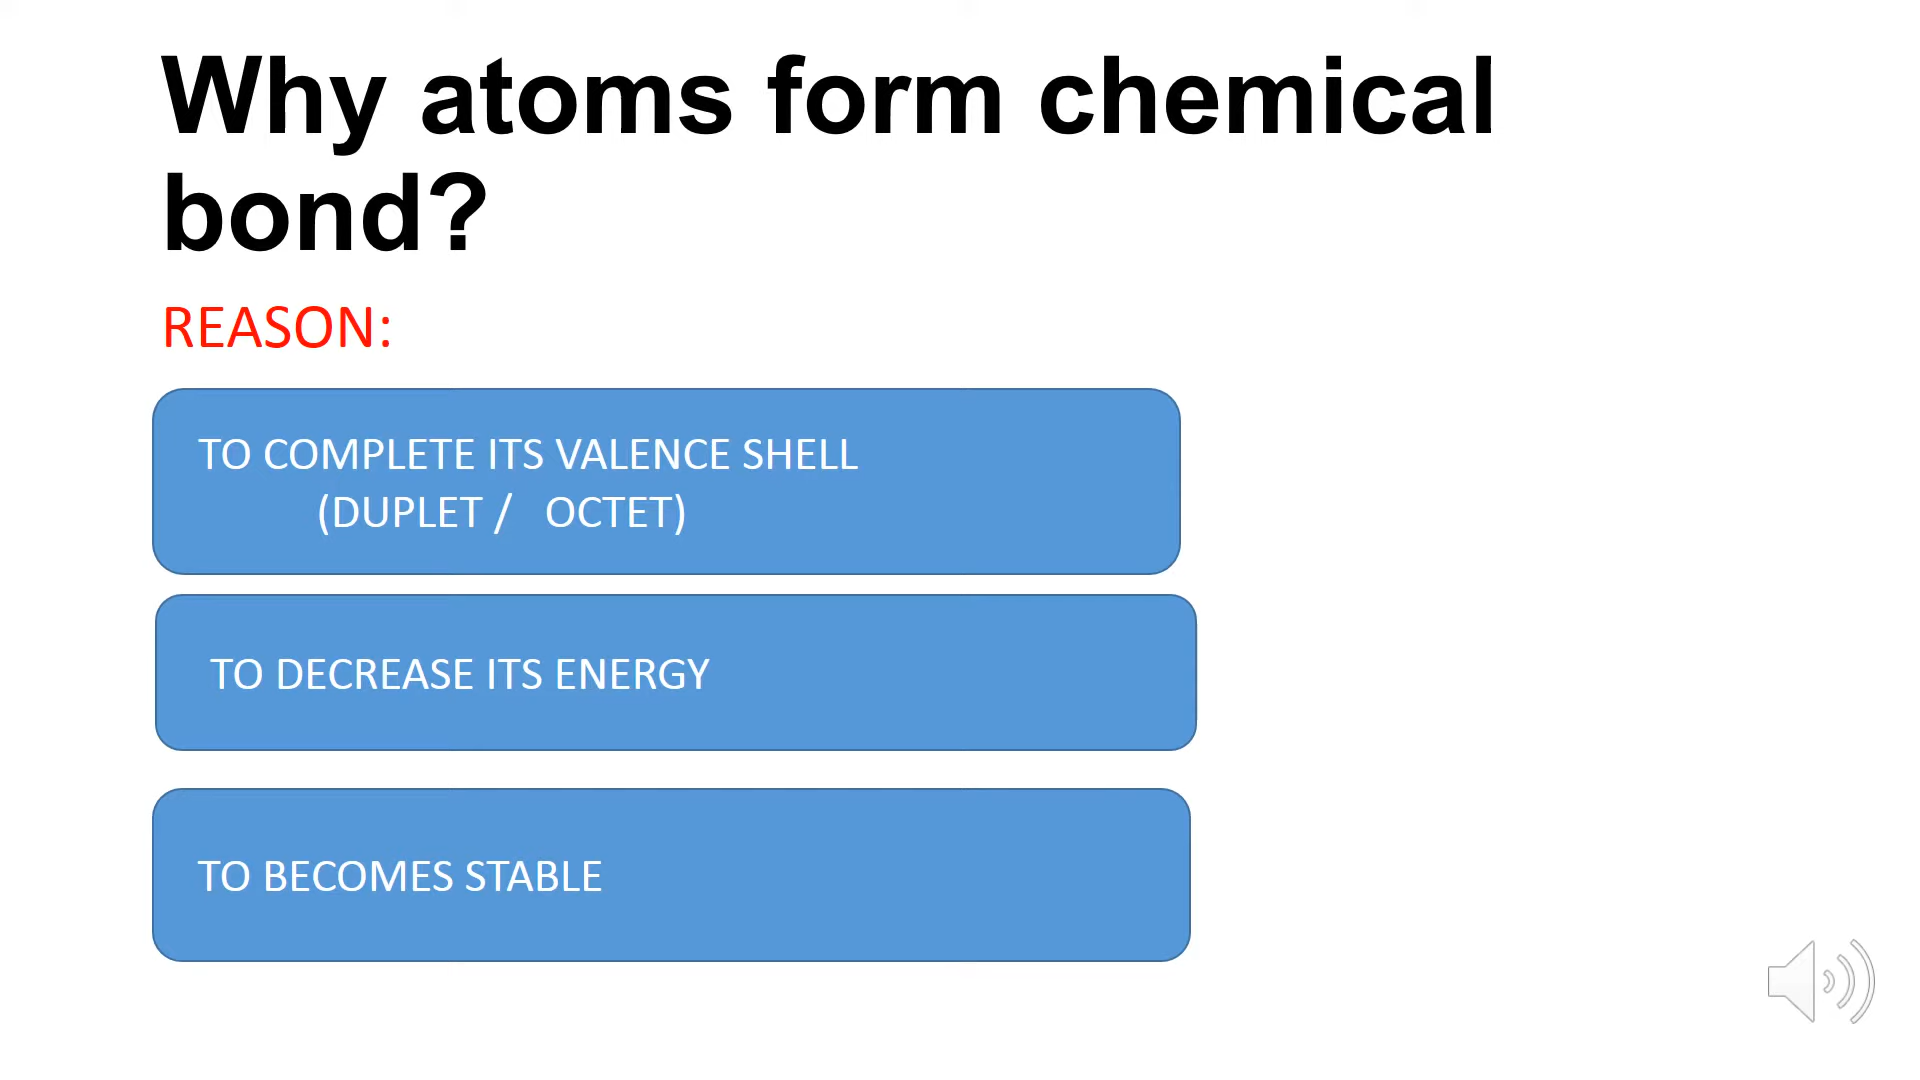 Why atoms form chemical
bond?
REASON:
TO COMPLETE ITS VALENCE SHELL
(DUPLET / OCTET)
TO DECREASE ITS ENERGY
TO BECOMES STABLE